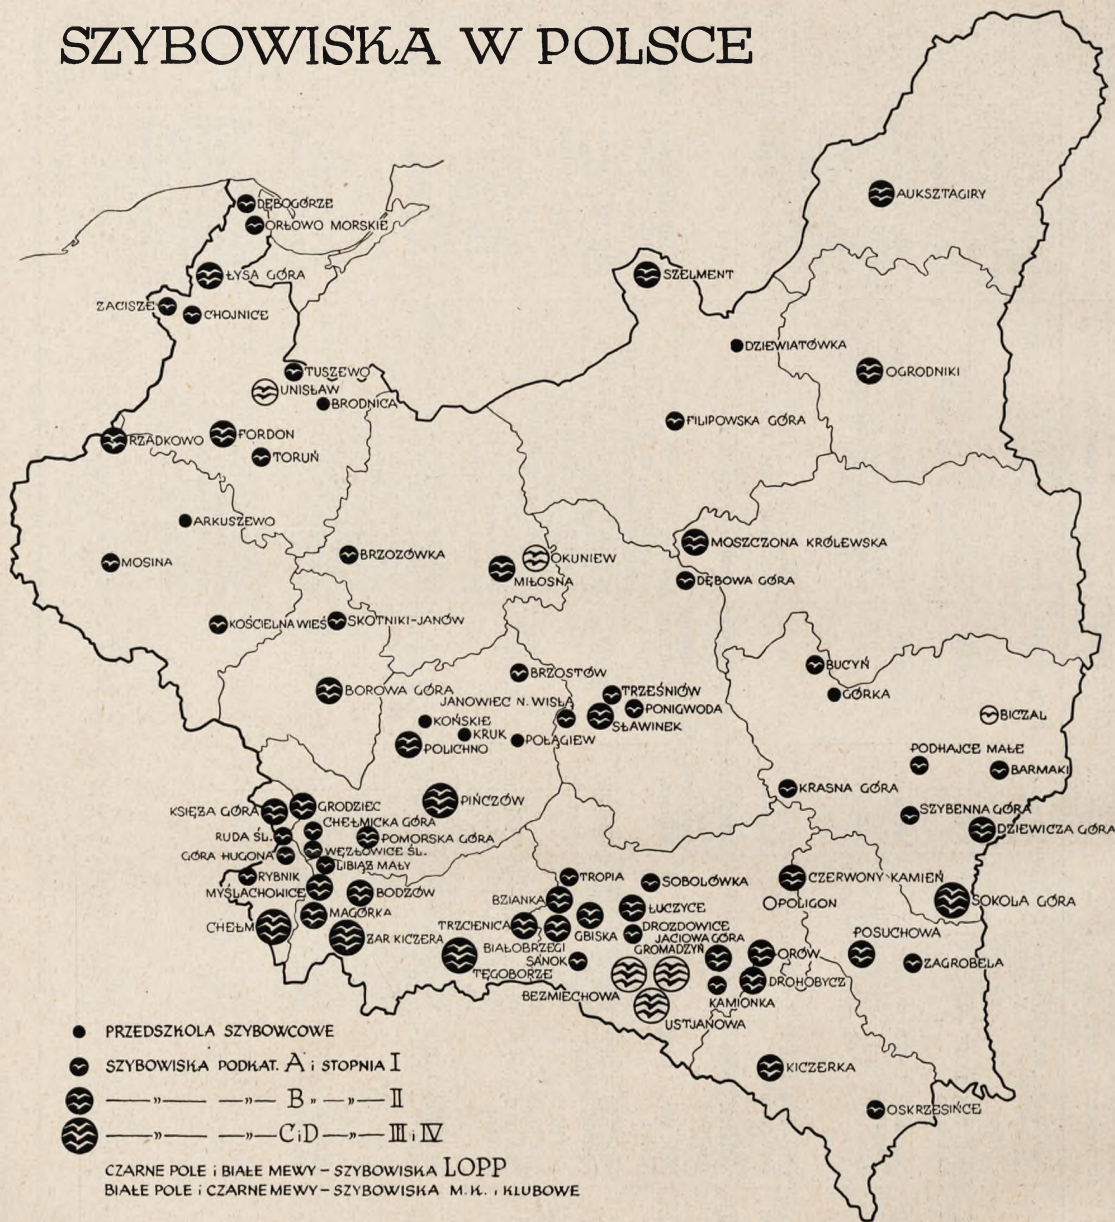 SZYBOWISKA W POLSCE
AUKSZTAGIRY
DĘBOGÓRZE
ORŁOWO MORSKIE
ŁYSA GÓRA
SZELMENT
ZACISZE
CHOJNICE
DZIEWIATÓWKA
TUSZEWO
OGRODNIKI
UNISŁAW
BRODNICA
FILIPOWSKA GÓRA
RZADKOWO
FORDON
TORUŃ
ARKUSZEWO
MOSZCZONA KRÓLEWSKA
BRZOZÓWKA
OKUNIEW
MOSINA
MIŁOSNA
DĘBOWA GÓRA
KOŚCIELNA WIEŚ
SKOTNIKI-JANÓW
BUCYŃ
BRZOSTÓW
BOROWA GÓRA
TRZEŚNIÓW
GÓRKA
JANOWIEC N. WISŁĄ
PONIGWODA
BICZAL
KOŃSKIE
SŁAWINEK
KRUK
POŁĄGIEW
POLICHNO
PODHAJCE MAŁE
BARMAKI
KRASNA GÓRA
PIŃCZÓW
KSIĘŻA GÓRA
GRODZIEC
SZYBENNA GÓRA
CHEŁMICKA GÓRA
DZIEWICZA GÓRA
RUDA ŚL.
POMORSKA GÓRA
GÓRA HUGONA
WĘZŁOWICE ŚL.
LIBIĄŻ MAŁY
RYBNIK
TROPIA
SOBOLÓWKA
CZERWONY KAMIEŃ
MYŚLACHOWICE
BODZÓW
BZIANKA
POLIGON
SOKOLA GÓRA
MAGÓRKA
ŁUCZYCE
CHEŁM
TRZCIENICA
GBISKA
DROZDOWICE
POSUCHOWA
ŻAR KICZERA
BIAŁOBRZEGI
JACIOWA GÓRA
GROMADZYŃ
ORÓW
SANOK
ZAGROBELA
TĘGOBORZE
DROHOBYCZ
BEZMIECHOWA
KAMIONKA
USTJANOWA
KICZERKA
OSKRZESIŃCE
PRZEDSZKOLA SZYBOWCOWE
SZYBOWISKA PODKAT. A i STOPNIA I
—„— —„— B „ —„— II
—„— —„— C i D —„— III i IV
CZARNE POLE i BIAŁE MEWY – SZYBOWISKA LOPP
BIAŁE POLE i CZARNE MEWY – SZYBOWISKA M.K. i KLUBOWE